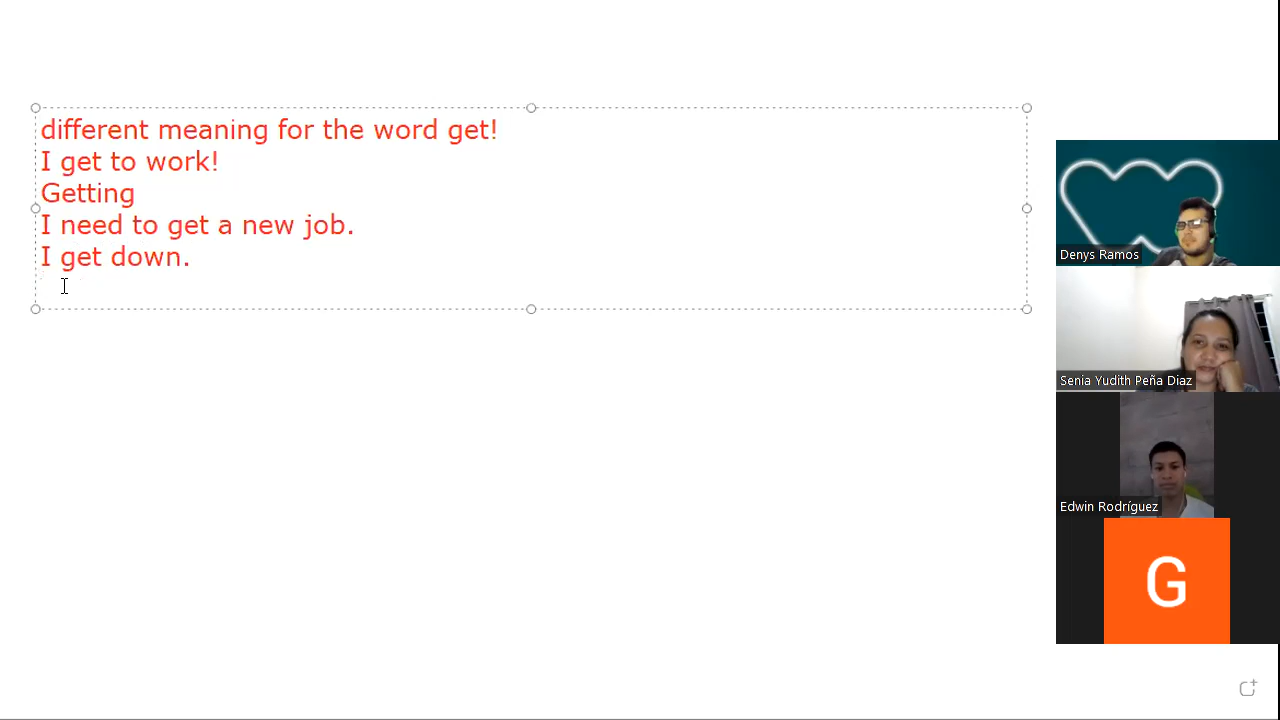 different meaning for the word get!
I get to work!
Getting
I need to get a new job.
I get down.
Denys Ramos
Senia Yudith Peña Diaz
Edwin Rodríguez
G